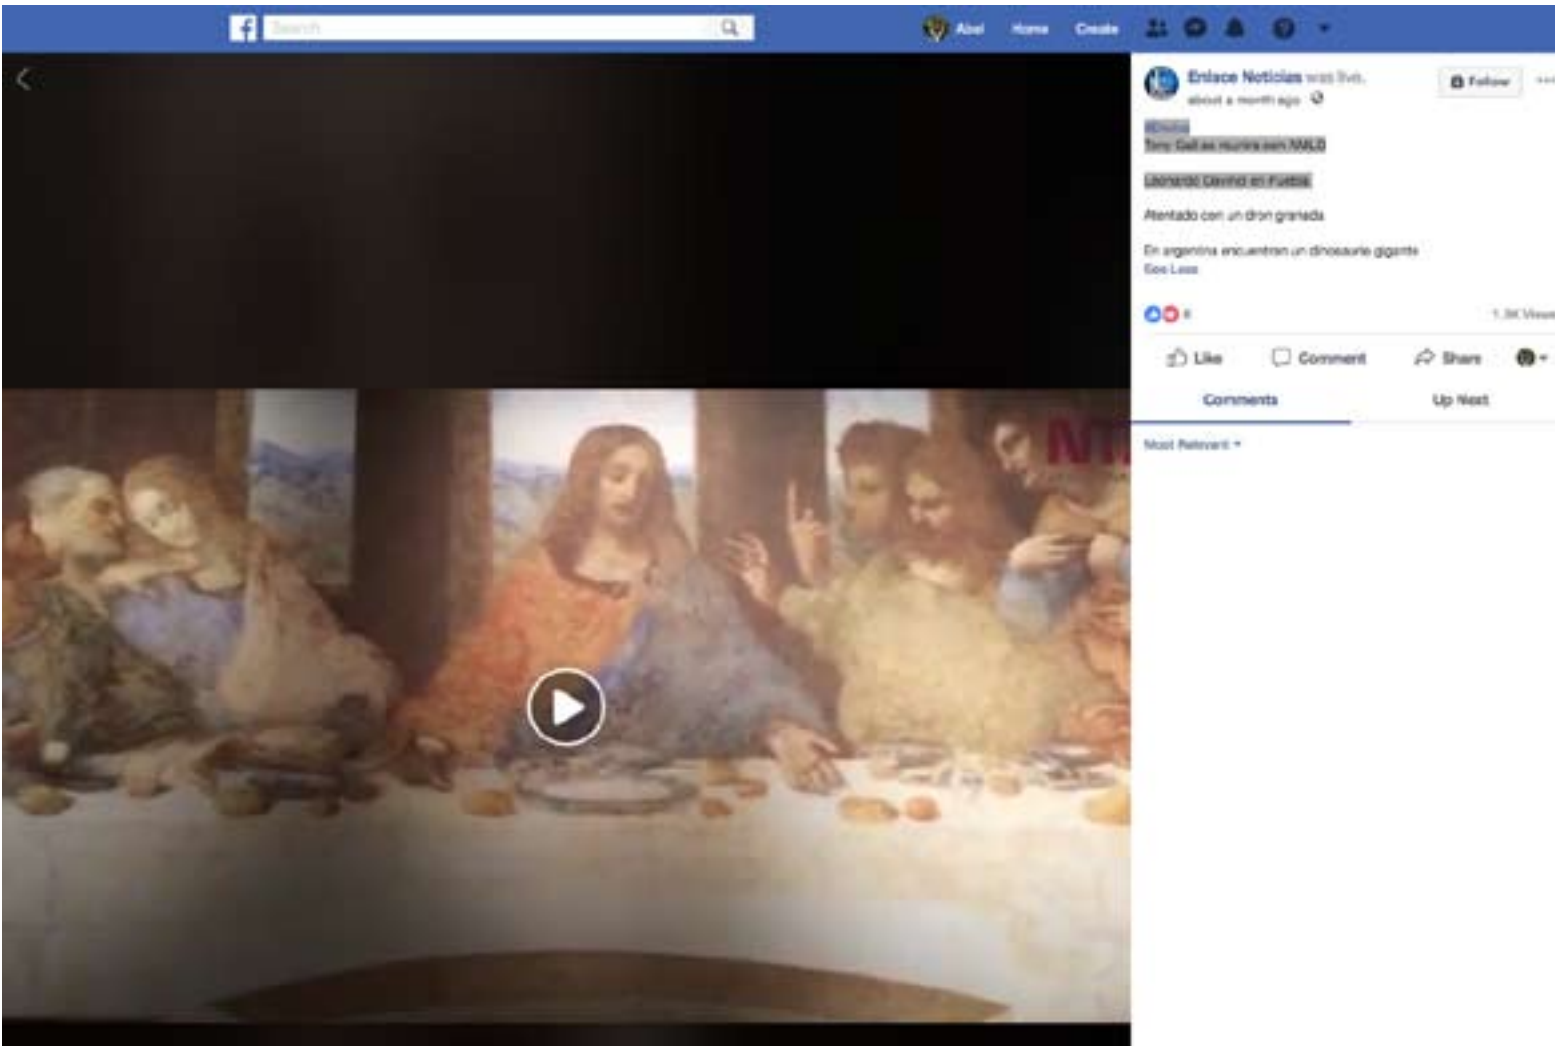 Search
Abel Home Create
Enlace Noticias was live.
Follow
about a month ago
Tony Gali se reunira con AMLO
Leonardo Davinci en Puebla
Atentado con un dron granada
En argentina encuentran un dinosaurio gigante
See Less
Views
Like Comment Share
Comments Up Next
Most Relevant